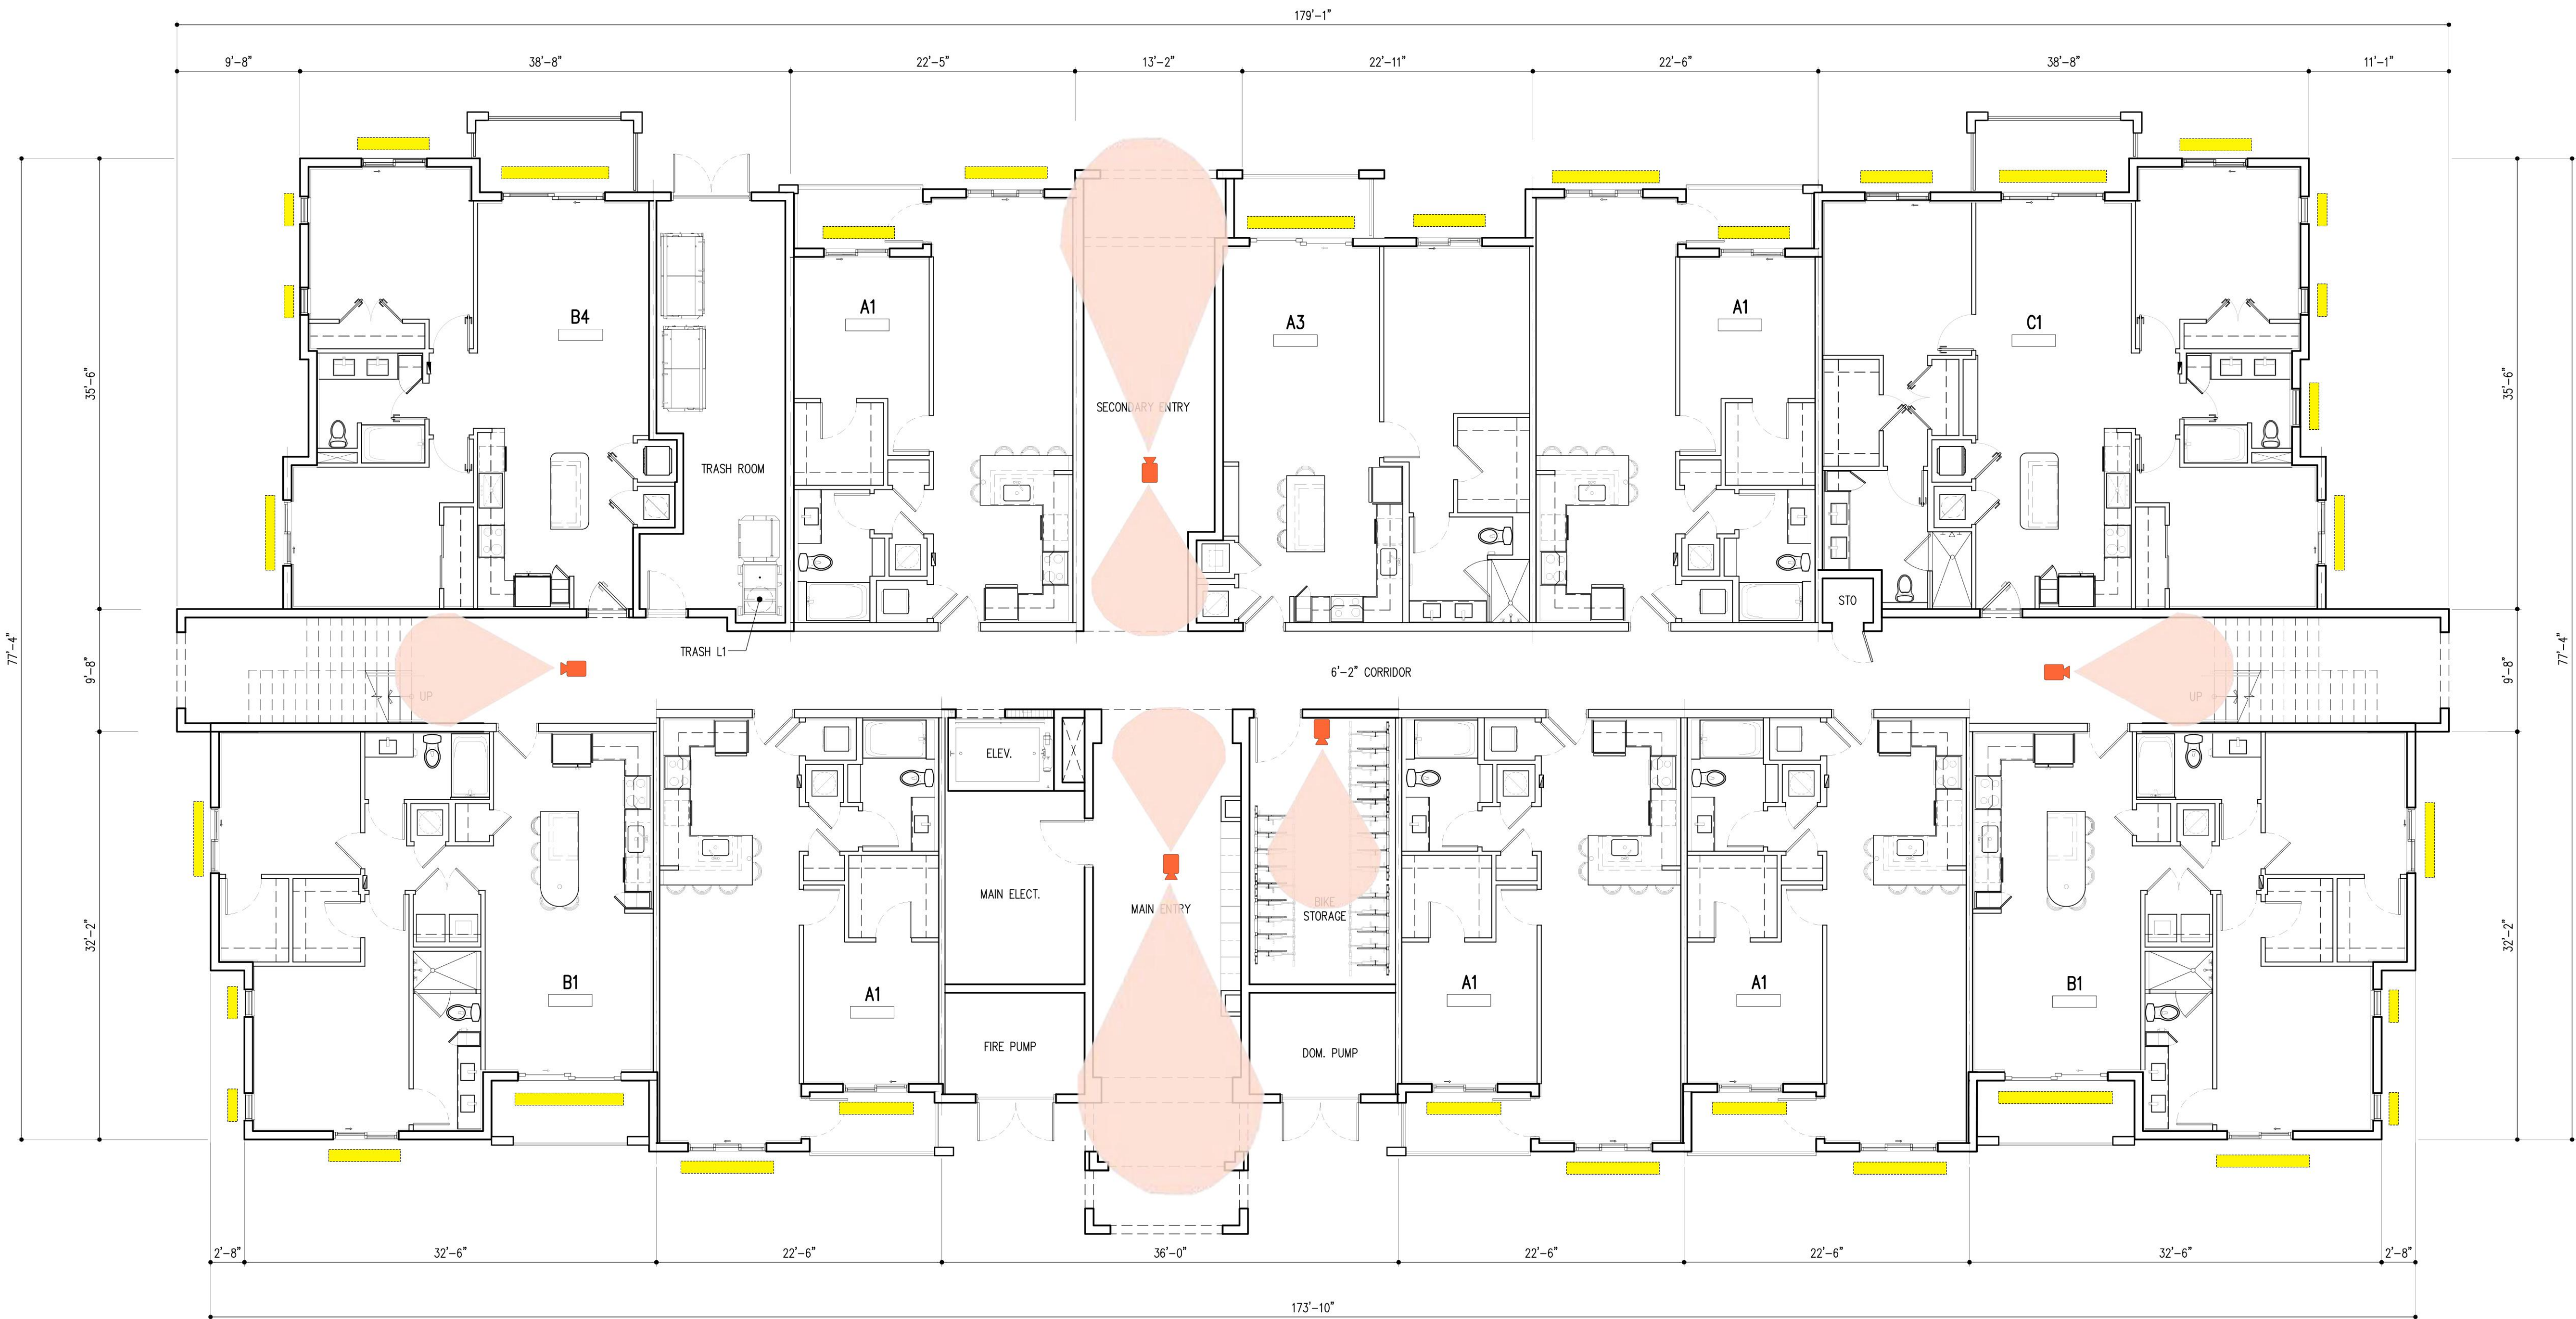 179'-1"
9'-8"
38'-8"
22'-5"
13'-2"
22'-11"
22'-6"
38'-8"
11'-1"
B4
A1
A3
A1
C1
35'-6"
35'-6"
SECONDARY ENTRY
TRASH ROOM
STO
77'-4"
9'-8"
TRASH L1
6'-2" CORRIDOR
9'-8"
77'-4"
UP
UP
ELEV.
X
MAIN ELECT.
MAIN ENTRY
BIKE
STORAGE
32'-2"
32'-2"
B1
A1
A1
A1
B1
FIRE PUMP
DOM. PUMP
2'-8"
32'-6"
22'-6"
36'-0"
22'-6"
22'-6"
32'-6"
2'-8"
173'-10"